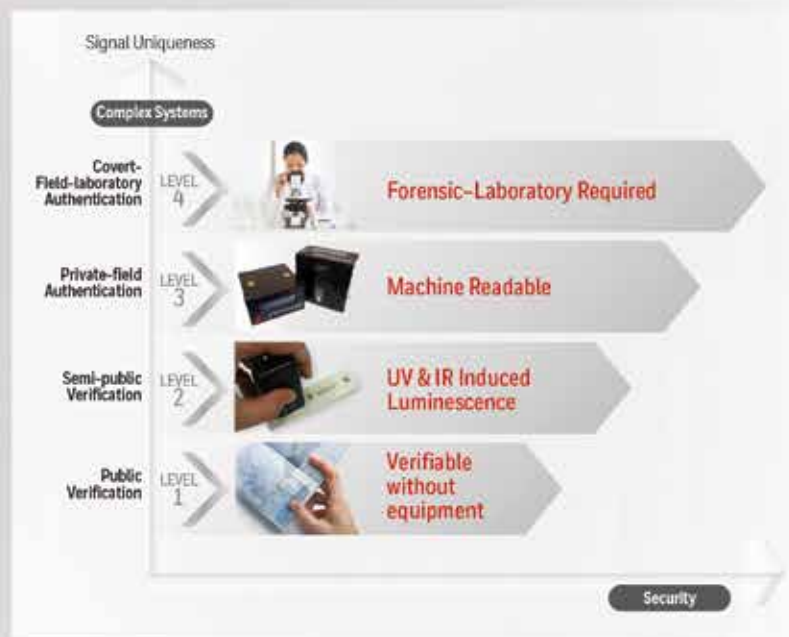 Signal Uniqueness
Complex Systems
Covert-
Field-laboratory
Authentication
LEVEL
4
Forensic–Laboratory Required
Private-field
Authentication
LEVEL
3
Machine Readable
Semi-public
Verification
LEVEL
2
UV & IR Induced
Luminescence
Public
Verification
LEVEL
1
Verifiable
without
equipment
Security